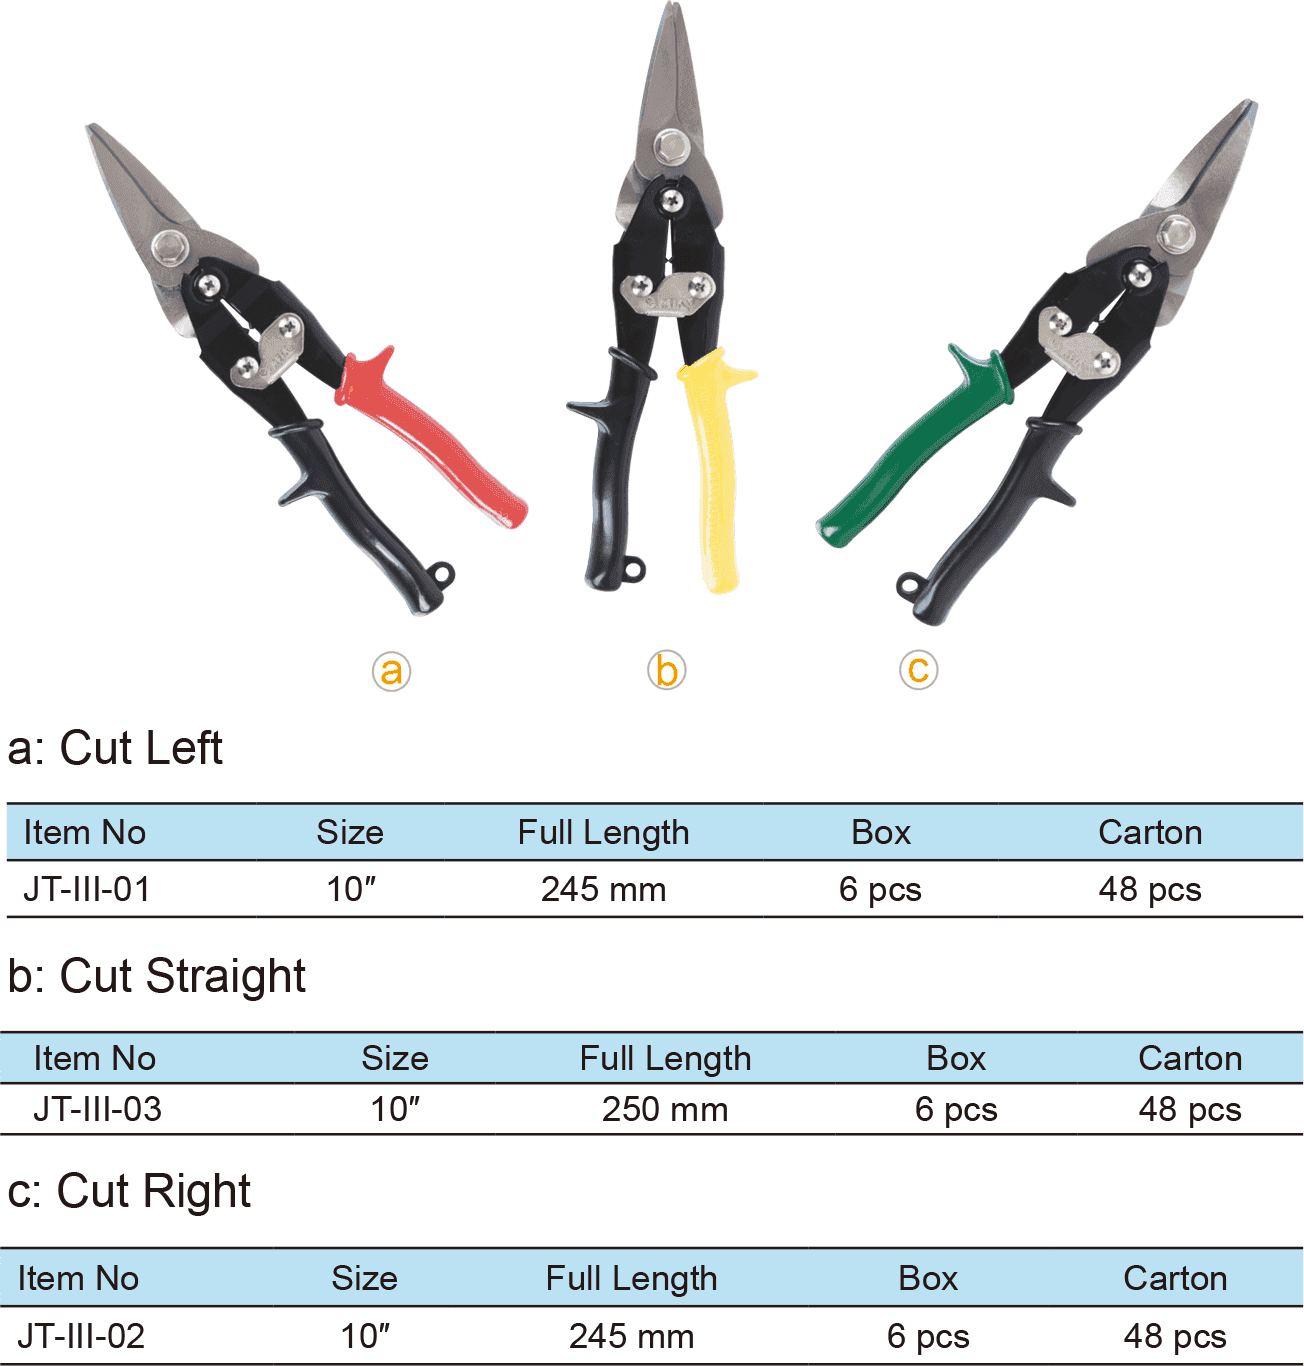 a b c
a: Cut Left
Item No Size Full Length Box Carton
JT-III-01 10″ 245 mm 6 pcs 48 pcs
b: Cut Straight
Item No Size Full Length Box Carton
JT-III-03 10″ 250 mm 6 pcs 48 pcs
c: Cut Right
Item No Size Full Length Box Carton
JT-III-02 10″ 245 mm 6 pcs 48 pcs